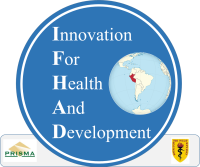 Innovation
For
Health
And
Development
PRISMA